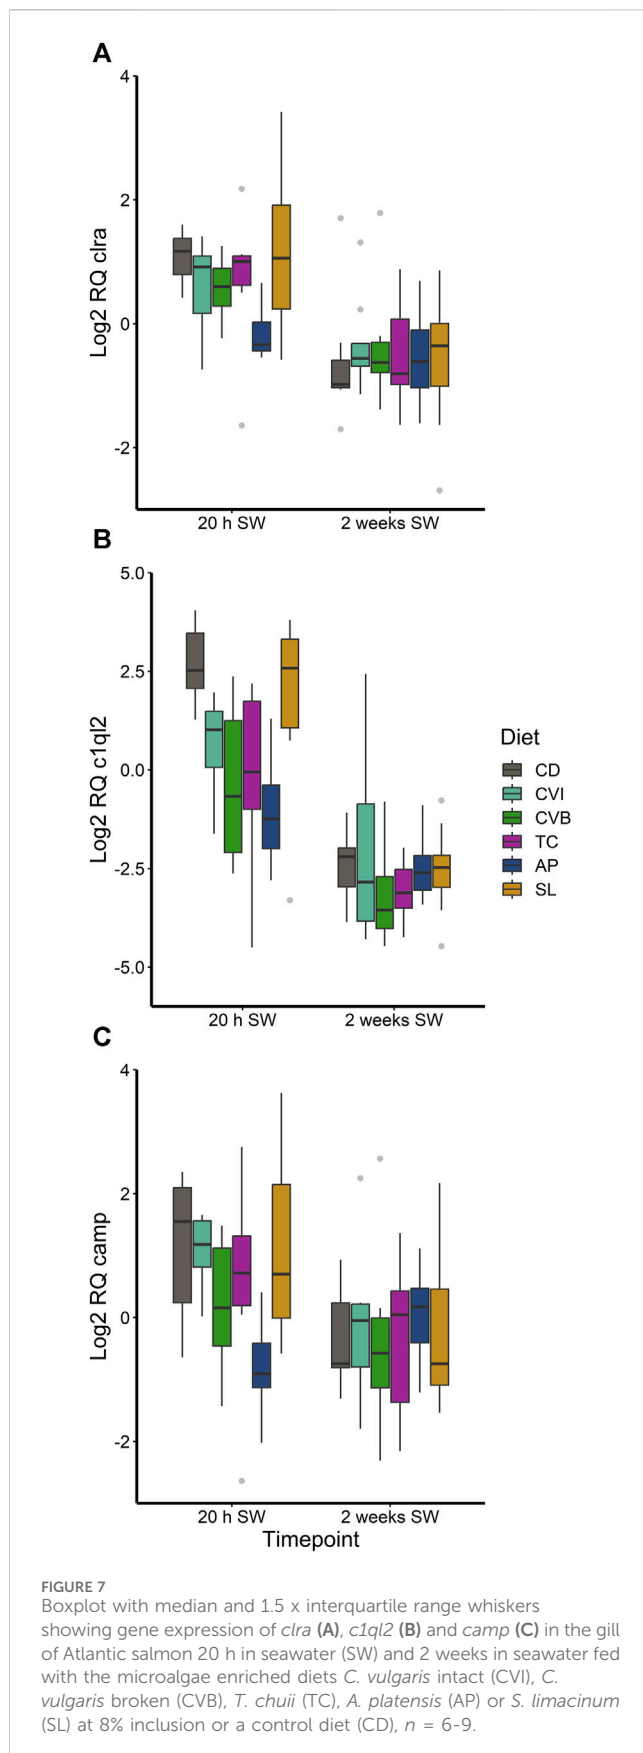 A
4
2
0
-2
Log2 RQ clra
20 h SW 2 weeks SW
B
5.0
2.5
0.0
-2.5
-5.0
Log2 RQ c1ql2
20 h SW 2 weeks SW
Diet
CD
CVI
CVB
TC
AP
SL
C
4
2
0
-2
Log2 RQ camp
20 h SW 2 weeks SW
Timepoint
FIGURE 7
Boxplot with median and 1.5 x interquartile range whiskers
showing gene expression of clra (A), c1ql2 (B) and camp (C) in the gill
of Atlantic salmon 20 h in seawater (SW) and 2 weeks in seawater fed
with the microalgae enriched diets C. vulgaris intact (CVI), C.
vulgaris broken (CVB), T. chuii (TC), A. platensis (AP) or S. limacinum
(SL) at 8% inclusion or a control diet (CD), n = 6-9.